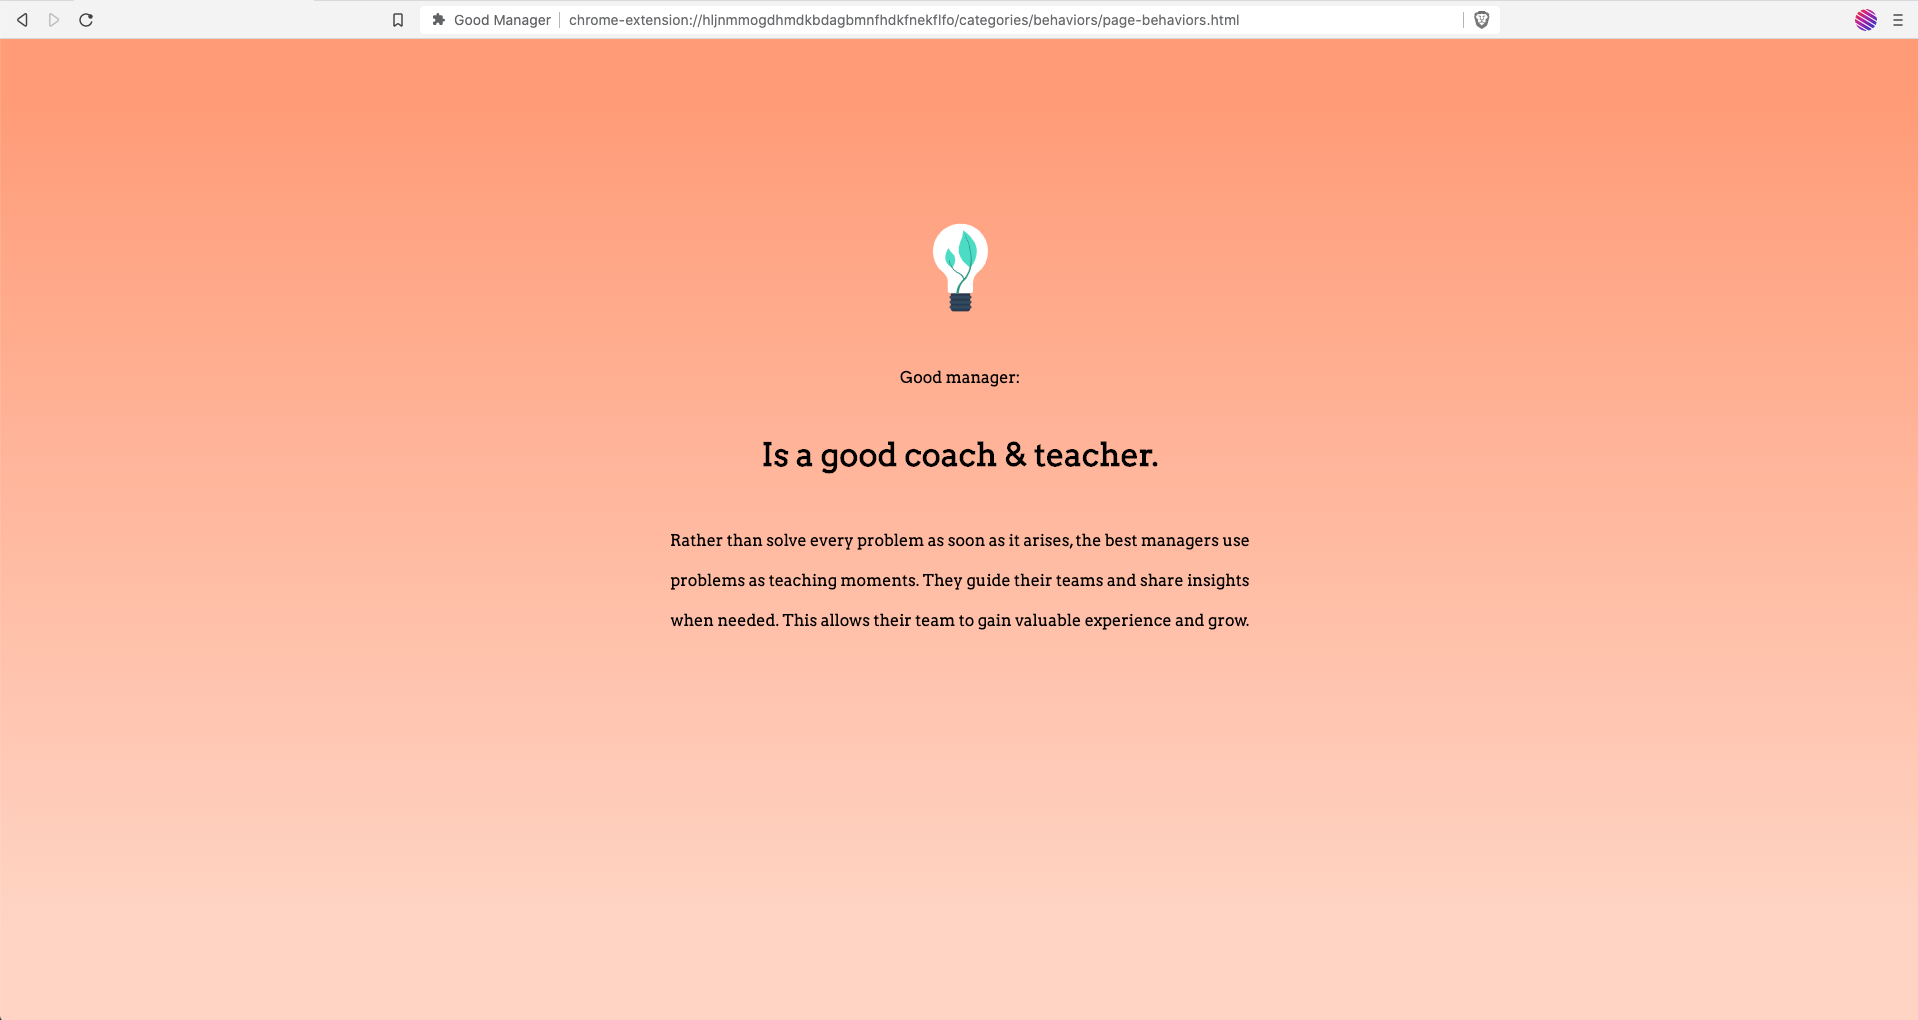 Good Manager chrome-extension://hljnmmogdhmdkbdagbmnfhdkfnekflfo/categories/behaviors/page-behaviors.html
Good manager:
Is a good coach & teacher.
Rather than solve every problem as soon as it arises, the best managers use
problems as teaching moments. They guide their teams and share insights
when needed. This allows their team to gain valuable experience and grow.